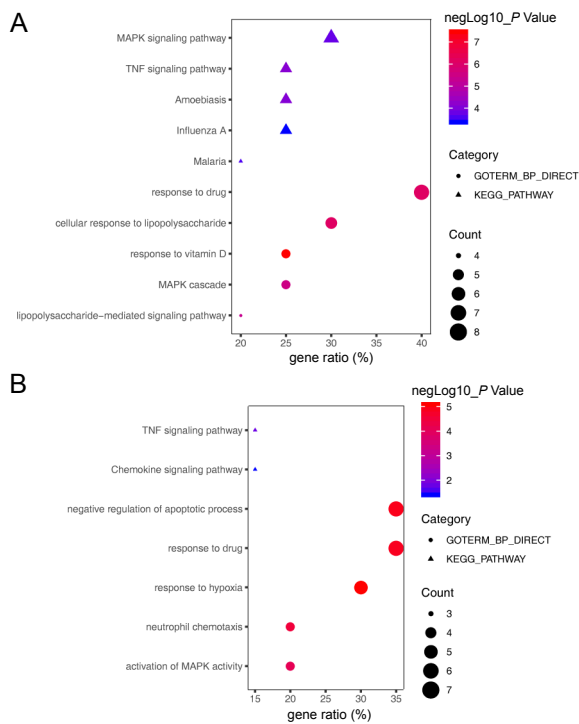 A
MAPK signaling pathway
TNF signaling pathway
Amoebiasis
Influenza A
Malaria
response to drug
cellular response to lipopolysaccharide
response to vitamin D
MAPK cascade
lipopolysaccharide−mediated signaling pathway
20 25 30 35 40
gene ratio (%)
negLog10_P Value
7
6
5
4
Category
GOTERM_BP_DIRECT
KEGG_PATHWAY
Count
4
5
6
7
8
B
TNF signaling pathway
Chemokine signaling pathway
negative regulation of apoptotic process
response to drug
response to hypoxia
neutrophil chemotaxis
activation of MAPK activity
15 20 25 30 35
gene ratio (%)
negLog10_P Value
5
4
3
2
Category
GOTERM_BP_DIRECT
KEGG_PATHWAY
Count
3
4
5
6
7